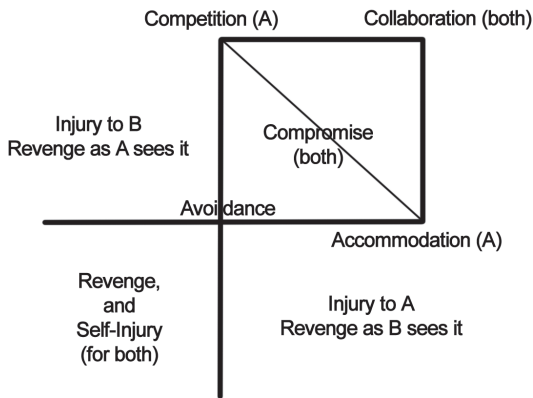 Competition (A)
Collaboration (both)
Injury to B
Revenge as A sees it
Compromise
(both)
Avoidance
Accommodation (A)
Revenge,
and
Self-Injury
(for both)
Injury to A
Revenge as B sees it